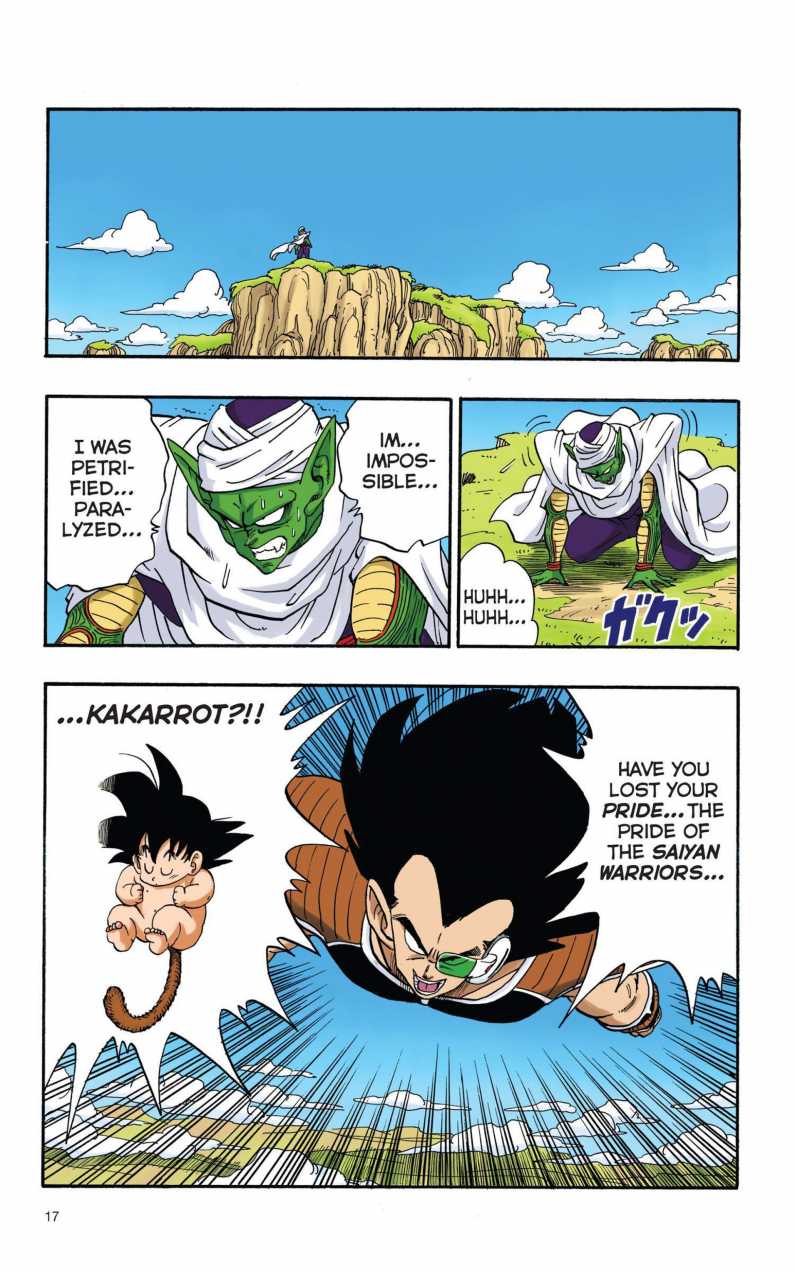 I WAS
PETRI-
FIED...
PARA-
LYZED...
IM...
IMPOS-
SIBLE...
HUHH...
HUHH...
ガクッ
...KAKARROT?!!
HAVE YOU
LOST YOUR
PRIDE...THE
PRIDE OF
THE SAIYAN
WARRIORS...
17